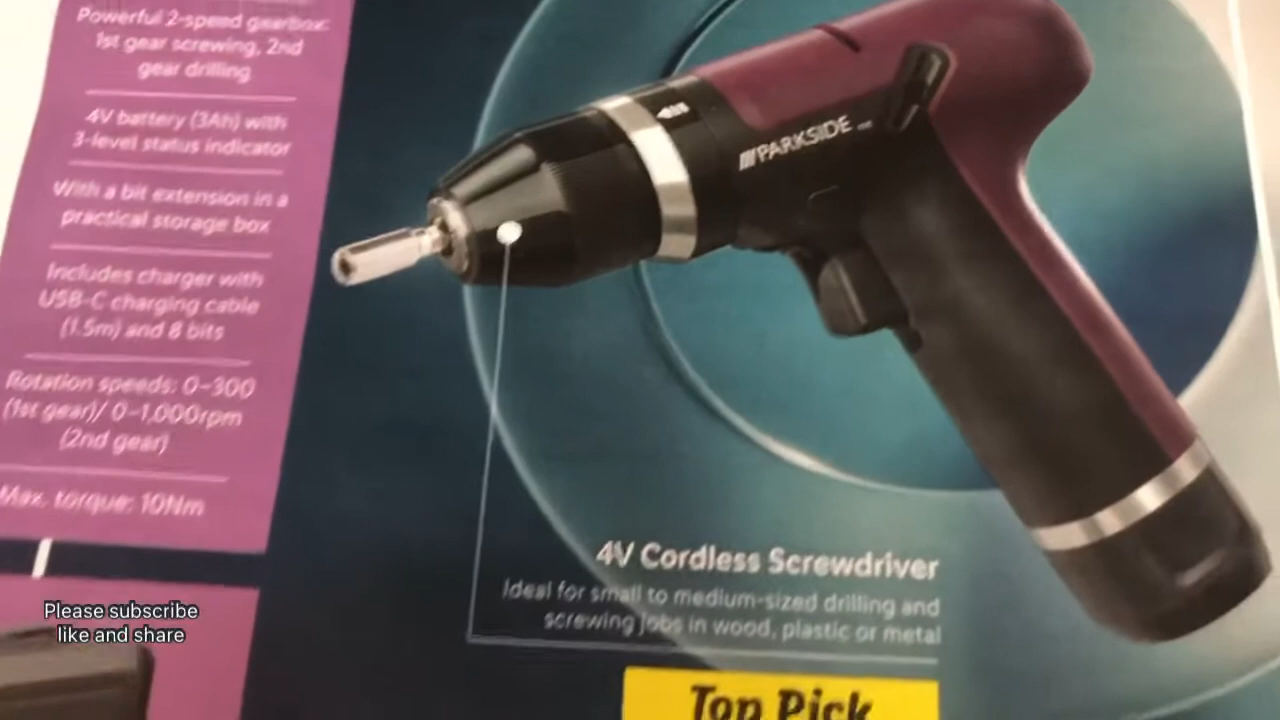 Powerful 2-speed gearbox:
1st gear screwing, 2nd
gear drilling
4V battery (3Ah) with
3-level status indicator
With a bit extension in a
practical storage box
Includes charger with
USB-C charging cable
(1.5m) and 8 bits
Rotation speeds: 0-300
(1st gear)/ 0-1,000rpm
(2nd gear)
Max. torque: 10Nm
PARKSIDE
4V Cordless Screwdriver
Ideal for small to medium-sized drilling and
screwing jobs in wood, plastic or metal
Top Pick
Please subscribe
like and share